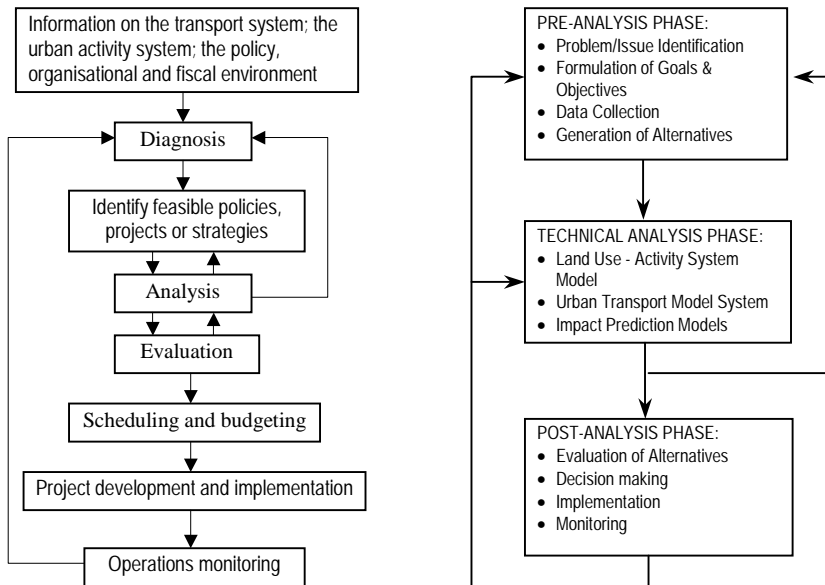 Information on the transport system; the
urban activity system; the policy,
organisational and fiscal environment
Diagnosis
Identify feasible policies,
projects or strategies
Analysis
Evaluation
Scheduling and budgeting
Project development and implementation
Operations monitoring
PRE-ANALYSIS PHASE:
• Problem/Issue Identification
• Formulation of Goals &
Objectives
• Data Collection
• Generation of Alternatives
TECHNICAL ANALYSIS PHASE:
• Land Use - Activity System
Model
• Urban Transport Model System
• Impact Prediction Models
POST-ANALYSIS PHASE:
• Evaluation of Alternatives
• Decision making
• Implementation
• Monitoring